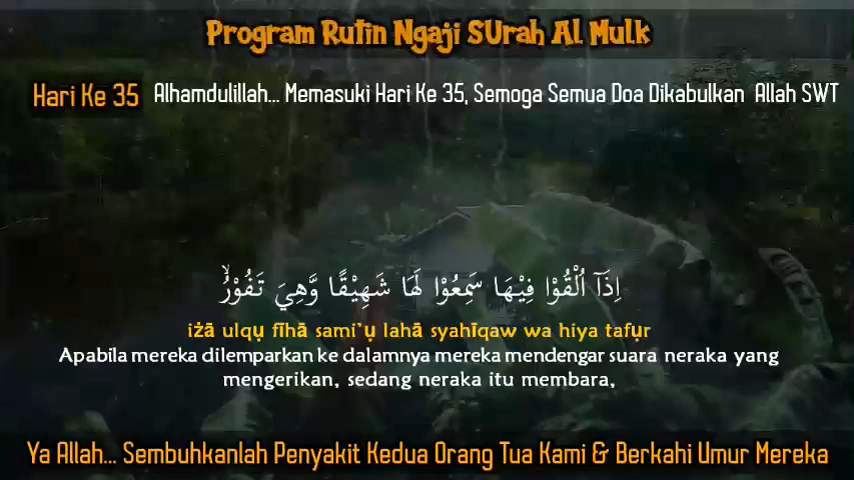 Program Rutin Ngaji SUrah Al Mulk
Hari Ke 35 Alhamdulillah... Memasuki Hari Ke 35, Semoga Semua Doa Dikabulkan Allah SWT
اِذَآ اُلْقُوْا فِيْهَا سَمِعُوْا لَهَا شَهِيْقًا وَّهِيَ تَفُوْرُۙ
iżā ulqụ fīhā sami'ụ lahā syahīqaw wa hiya tafụr
Apabila mereka dilemparkan ke dalamnya mereka mendengar suara neraka yang
mengerikan, sedang neraka itu membara,
Ya Allah... Sembuhkanlah Penyakit Kedua Orang Tua Kami & Berkahi Umur Mereka